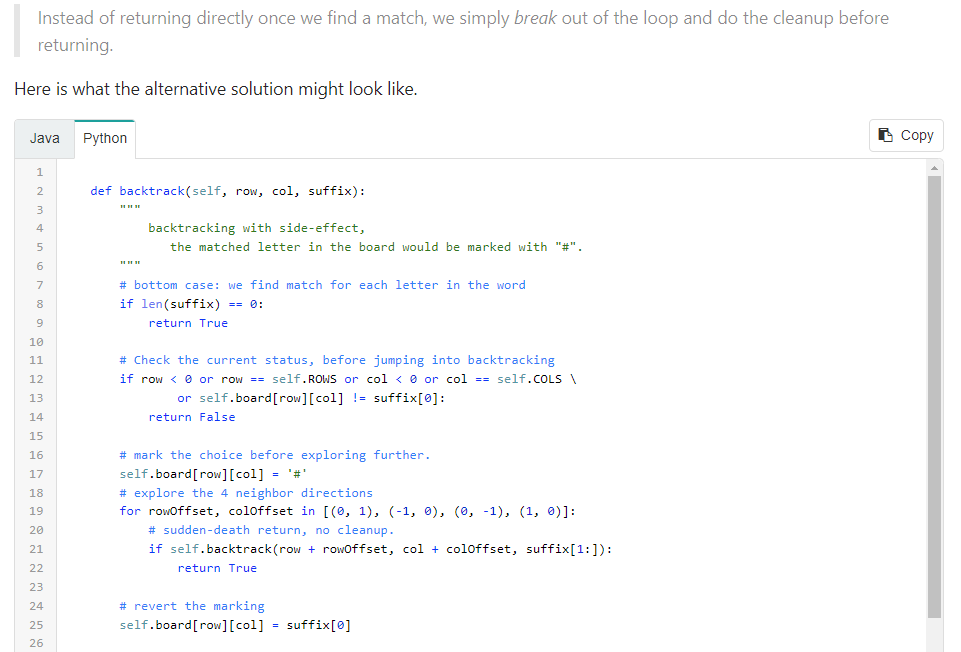 Instead of returning directly once we find a match, we simply break out of the loop and do the cleanup before
returning.
Here is what the alternative solution might look like.
Java Python Copy
1
2 def backtrack(self, row, col, suffix):
3 """
4 backtracking with side-effect,
5 the matched letter in the board would be marked with "#".
6 """
7 # bottom case: we find match for each letter in the word
8 if len(suffix) == 0:
9 return True
10
11 # Check the current status, before jumping into backtracking
12 if row < 0 or row == self.ROWS or col < 0 or col == self.COLS \
13 or self.board[row][col] != suffix[0]:
14 return False
15
16 # mark the choice before exploring further.
17 self.board[row][col] = '#'
18 # explore the 4 neighbor directions
19 for rowOffset, colOffset in [(0, 1), (-1, 0), (0, -1), (1, 0)]:
20 # sudden-death return, no cleanup.
21 if self.backtrack(row + rowOffset, col + colOffset, suffix[1:]):
22 return True
23
24 # revert the marking
25 self.board[row][col] = suffix[0]
26